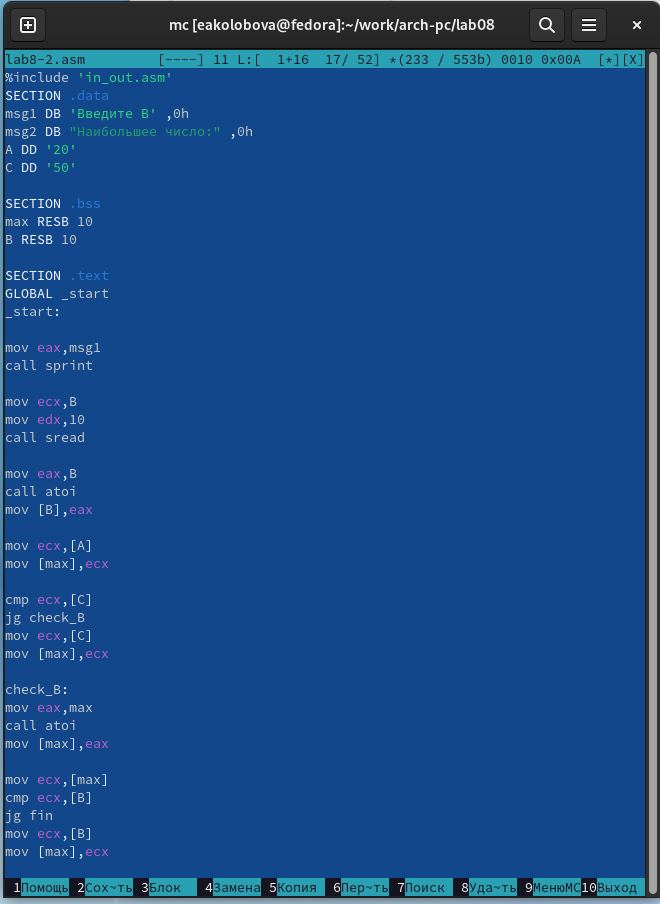 mc [eakolobova@fedora]:~/work/arch-pc/lab08
lab8-2.asm [----] 11 L:[ 1+16 17/ 52] *(233 / 553b) 0010 0x00A [*][X]
%include 'in_out.asm'
SECTION .data
msg1 DB 'Введите B' ,0h
msg2 DB "Наибольшее число:" ,0h
A DD '20'
C DD '50'
SECTION .bss
max RESB 10
B RESB 10
SECTION .text
GLOBAL _start
_start:
mov eax,msg1
call sprint
mov ecx,B
mov edx,10
call sread
mov eax,B
call atoi
mov [B],eax
mov ecx,[A]
mov [max],ecx
cmp ecx,[C]
jg check_B
mov ecx,[C]
mov [max],ecx
check_B:
mov eax,max
call atoi
mov [max],eax
mov ecx,[max]
cmp ecx,[B]
jg fin
mov ecx,[B]
mov [max],ecx
1Помощь 2Сох~ть 3Блок 4Замена 5Копия 6Пер~ть 7Поиск 8Уда~ть 9МенюMC 10Выход